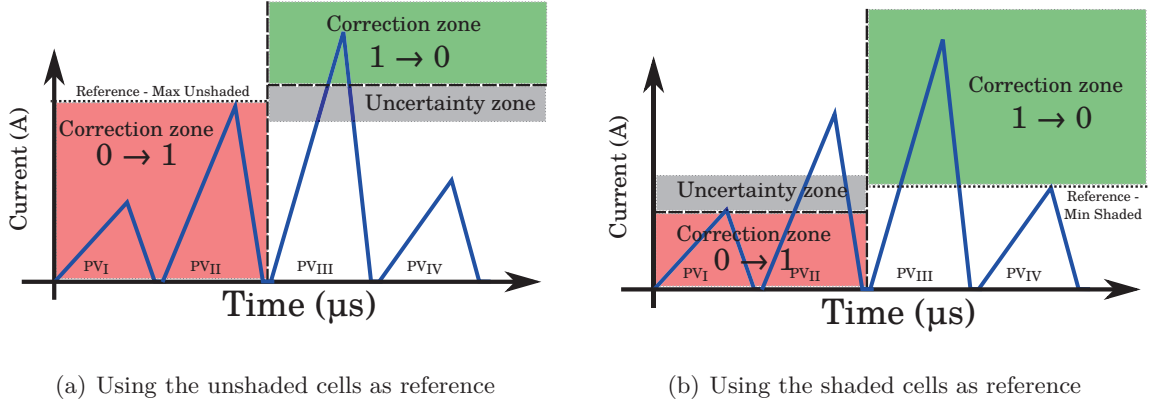 Correction zone
1 → 0
Reference - Max Unshaded
Uncertainty zone
Correction zone
0 → 1
Current (A)
PVI
PVII
PVIII
PVIV
Time (µs)
(a) Using the unshaded cells as reference
Correction zone
1 → 0
Uncertainty zone
Reference -
Min Shaded
Correction zone
0 → 1
Current (A)
PVI
PVII
PVIII
PVIV
Time (µs)
(b) Using the shaded cells as reference